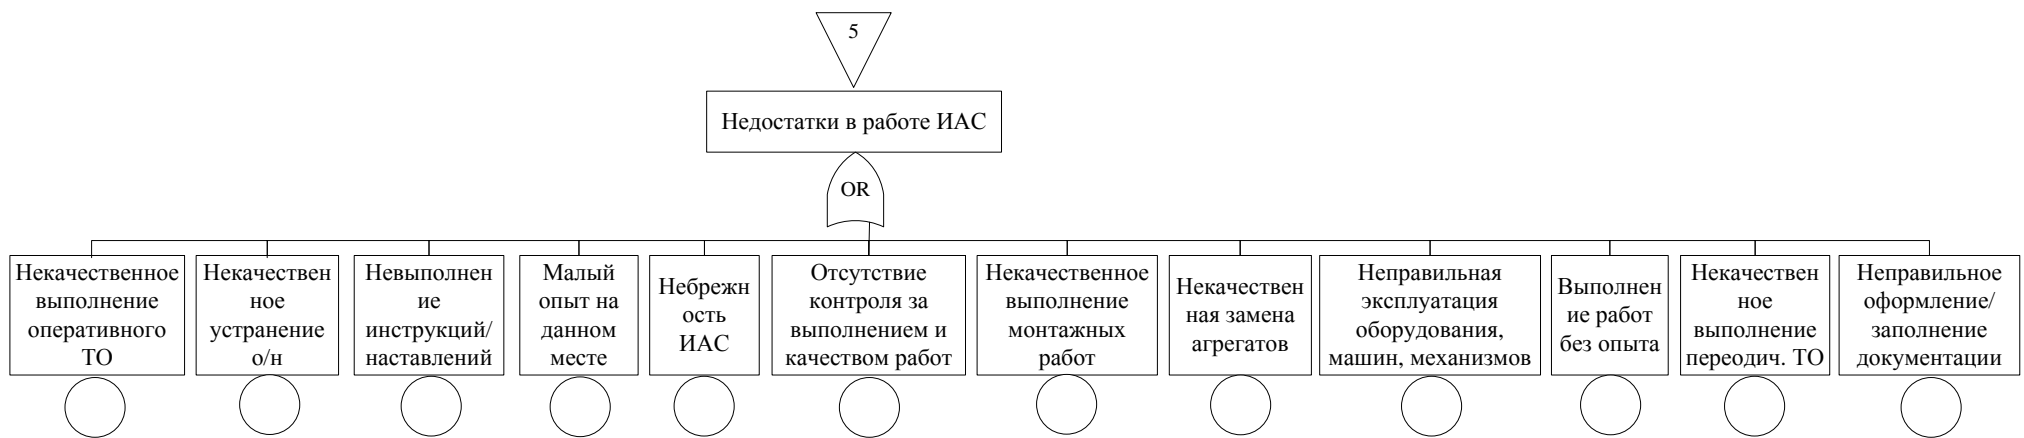 5
Недостатки в работе ИАС
OR
Некачественное
выполнение
оперативного
ТО
Некачествен
ное
устранение
о/н
Невыполнен
ие
инструкций/
наставлений
Малый
опыт на
данном
месте
Небрежн
ость
ИАС
Отсутствие
контроля за
выполнением и
качеством работ
Некачественное
выполнение
монтажных
работ
Некачествен
ная замена
агрегатов
Неправильная
эксплуатация
оборудования,
машин, механизмов
Выполнен
ие работ
без опыта
Некачествен
ное
выполнение
переодич. ТО
Неправильное
оформление/
заполнение
документации